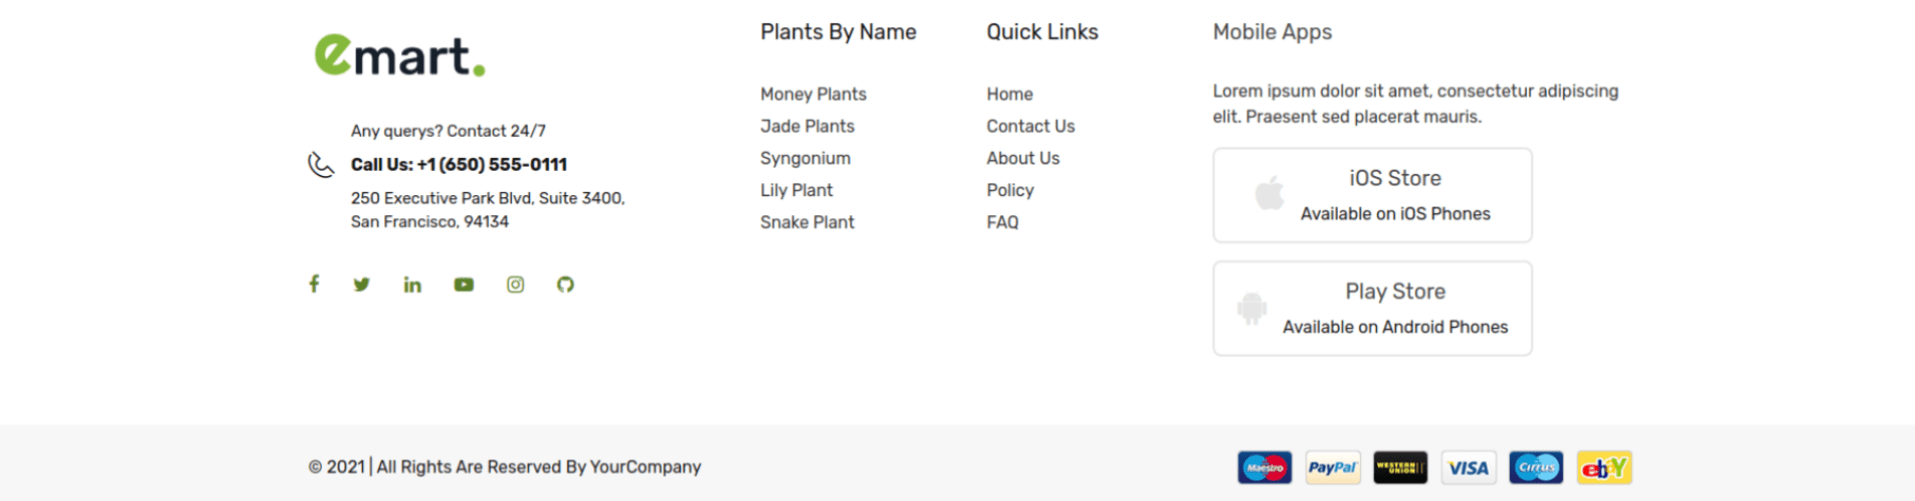 emart.
Any querys? Contact 24/7
Call Us: +1 (650) 555-0111
250 Executive Park Blvd, Suite 3400,
San Francisco, 94134
Plants By Name
Money Plants
Jade Plants
Syngonium
Lily Plant
Snake Plant
Quick Links
Home
Contact Us
About Us
Policy
FAQ
Mobile Apps
Lorem ipsum dolor sit amet, consectetur adipiscing
elit. Praesent sed placerat mauris.
iOS Store
Available on iOS Phones
Play Store
Available on Android Phones
© 2021 | All Rights Are Reserved By YourCompany
Maestro
PayPal
WESTERN
UNION
VISA
Cirrus
ebY